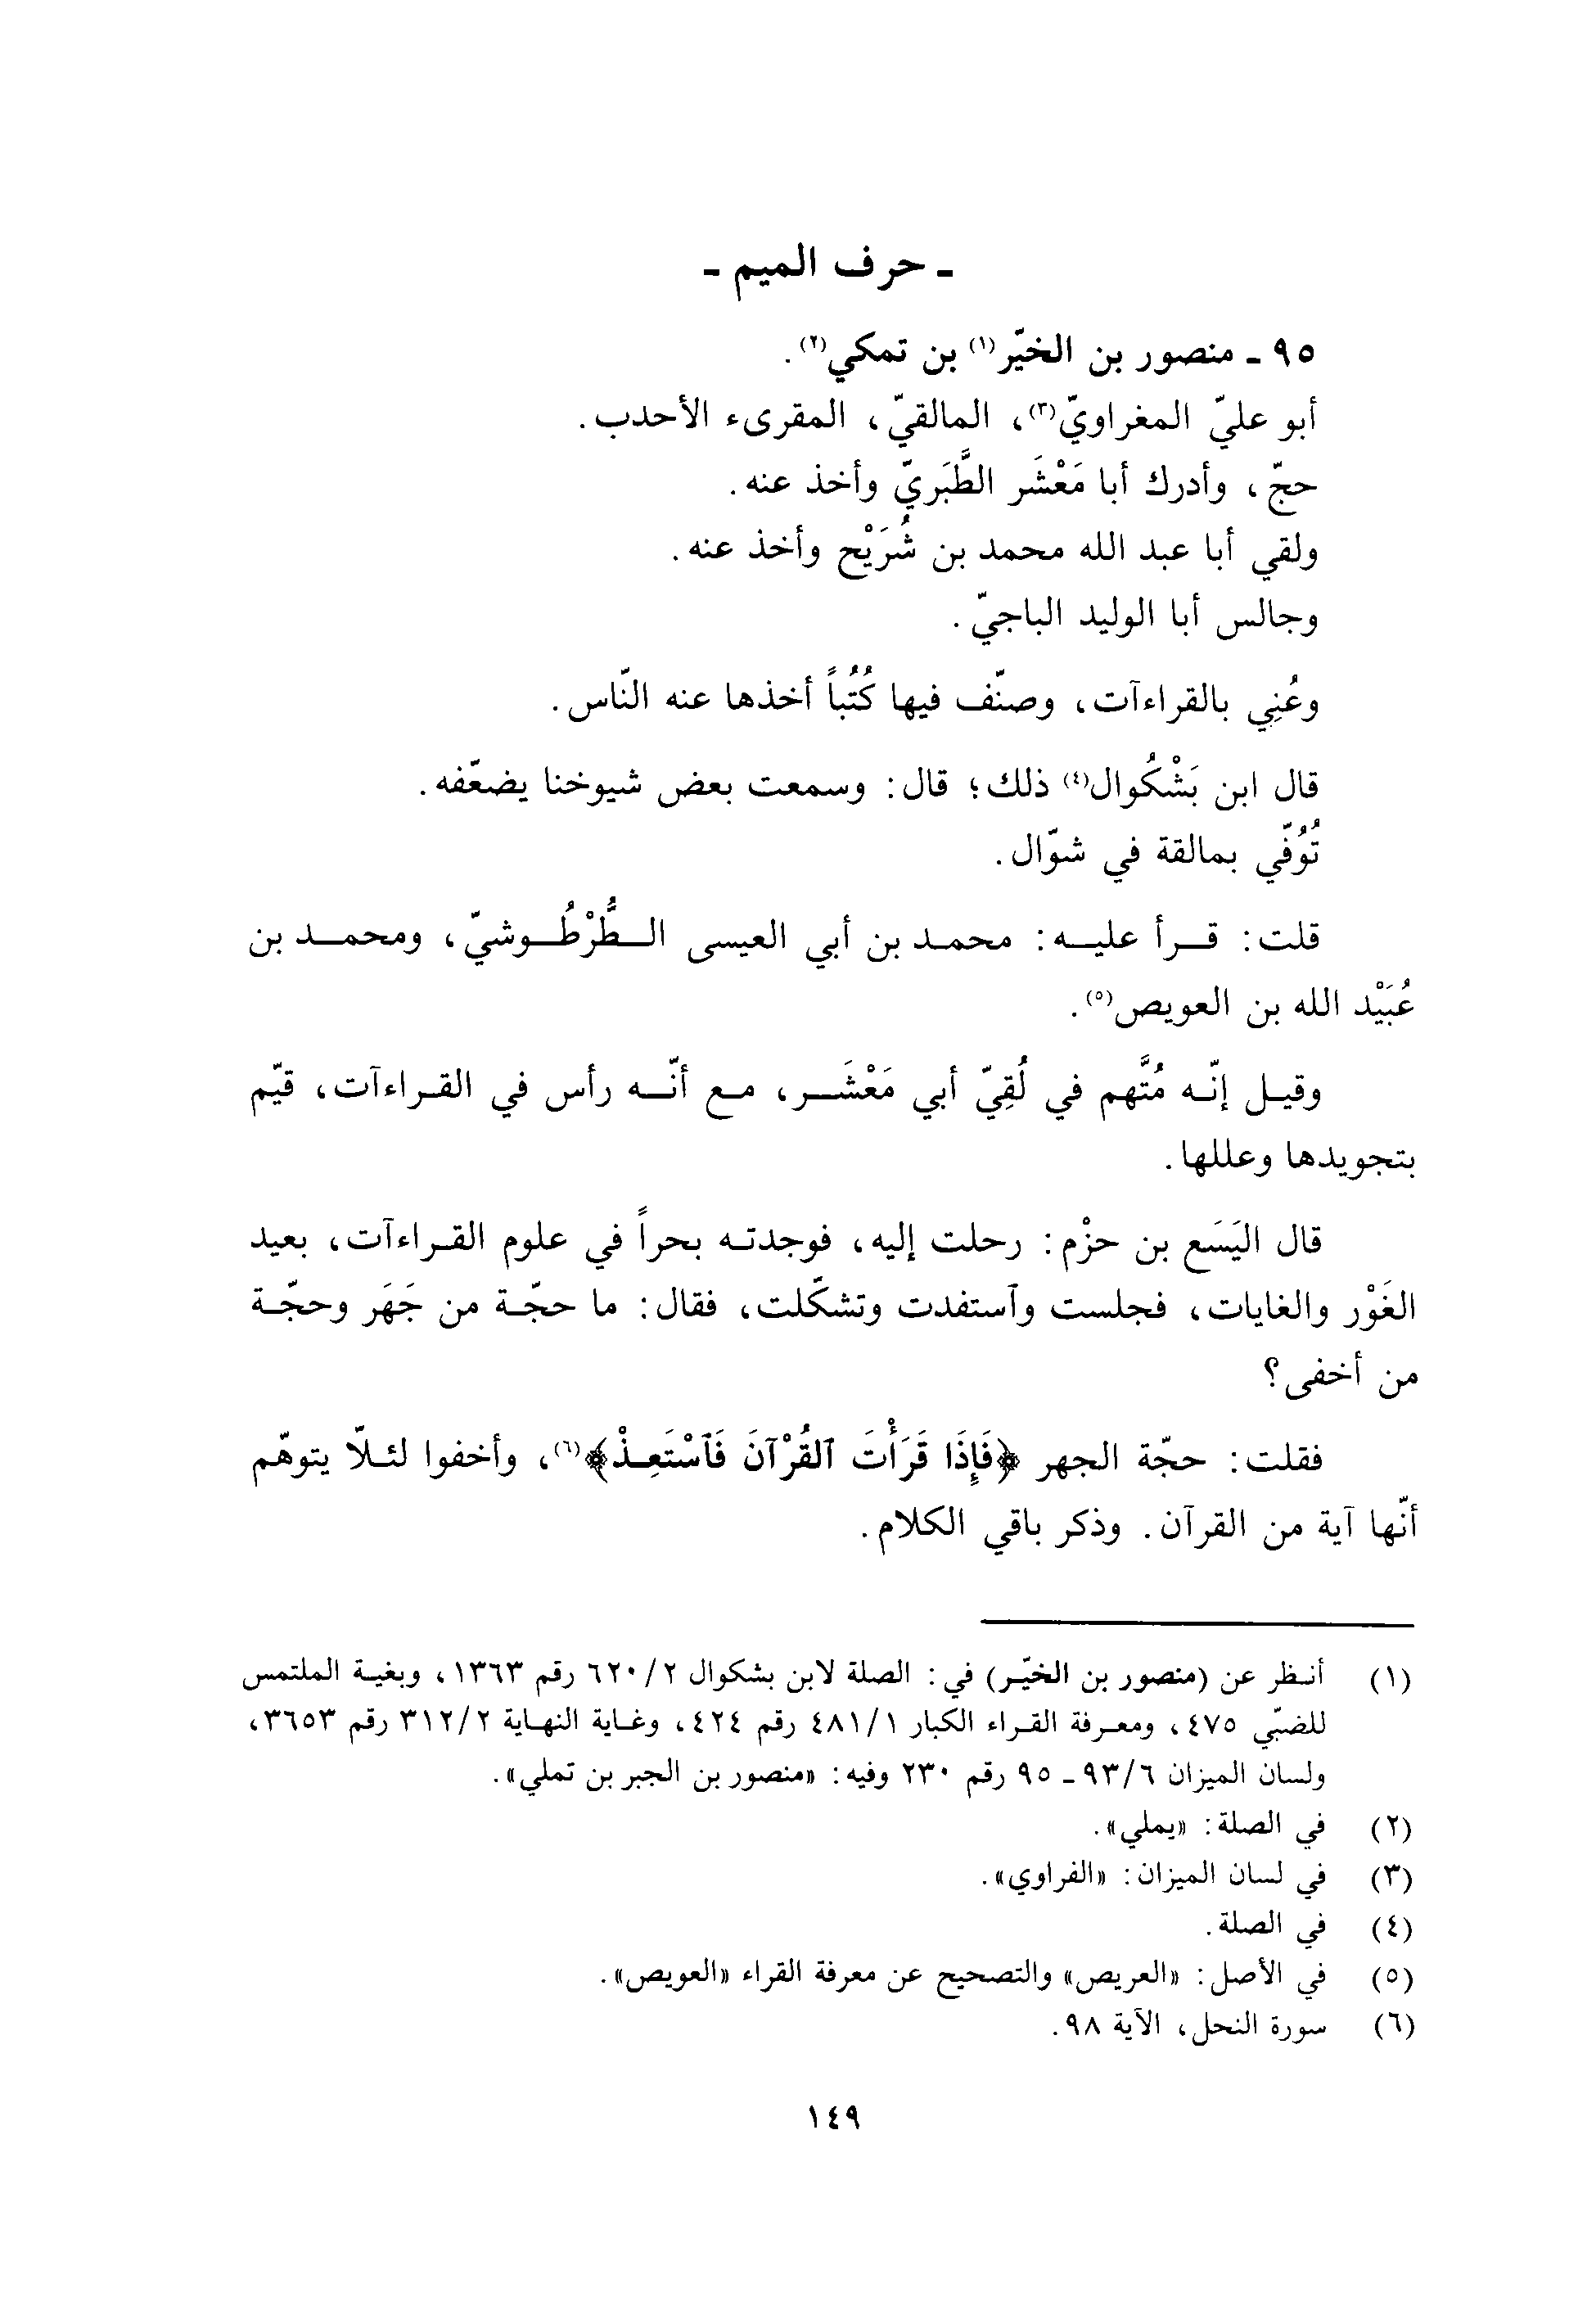 ـ حرف الميم ـ
٩٥ ـ منصور بن الخيّر(١) بن تمكي(٢).
أبو عليّ المغراويّ(٣)، المالقيّ، المقرىء الأحدب.
حجّ، وأدرك أبا مَعْشَر الطَّبَريّ وأخذ عنه.
ولقي أبا عبد الله محمد بن شُرَيْح وأخذ عنه.
وجالس أبا الوليد الباجيّ.
وعُنِي بالقراءآت، وصنّف فيها كُتُباً أخذها عنه النّاس.
قال ابن بَشْكُوال(٤) ذلك؛ قال: وسمعت بعض شيوخنا يضعّفه.
تُوُفّي بمالقة في شوّال.
قلت: قرأ عليه: محمد بن أبي العيسى الطُّرْطُوشيّ، ومحمد بن
عُبَيْد الله بن العويص(٥).
وقيل إنّه مُتَّهم في لُقِيّ أبي مَعْشَر، مع أنّه رأس في القراءآت، قيّم
بتجويدها وعللها.
قال اليَسَع بن حزْم: رحلت إليه، فوجدته بحراً في علوم القراءآت، بعيد
الغَوْر والغايات، فجلست وٱستفدت وتشكّلت، فقال: ما حجّة من جَهَر وحجّة
من أخفى؟
فقلت: حجّة الجهر ﴿فَإِذَا قَرَأْتَ ٱلقُرْآنَ فَٱسْتَعِذْ﴾(٦)، وأخفوا لئلّا يتوهّم
أنّها آية من القرآن. وذكر باقي الكلام.
(١) أنظر عن (منصور بن الخيّر) في: الصلة لابن بشكوال ٦٢٠/٢ رقم ١٣٦٣، وبغية الملتمس
للضبّي ٤٧٥، ومعرفة القراء الكبار ٤٨١/١ رقم ٤٢٤، وغاية النهاية ٣١٢/٢ رقم ٣٦٥٣،
ولسان الميزان ٩٣/٦ ـ ٩٥ رقم ٢٣٠ وفيه: «منصور بن الجبر بن تملي».
(٢) في الصلة: «يملي».
(٣) في لسان الميزان: «الفراوي».
(٤) في الصلة.
(٥) في الأصل: «العريص» والتصحيح عن معرفة القراء «العويص».
(٦) سورة النحل، الآية ٩٨.
١٤٩